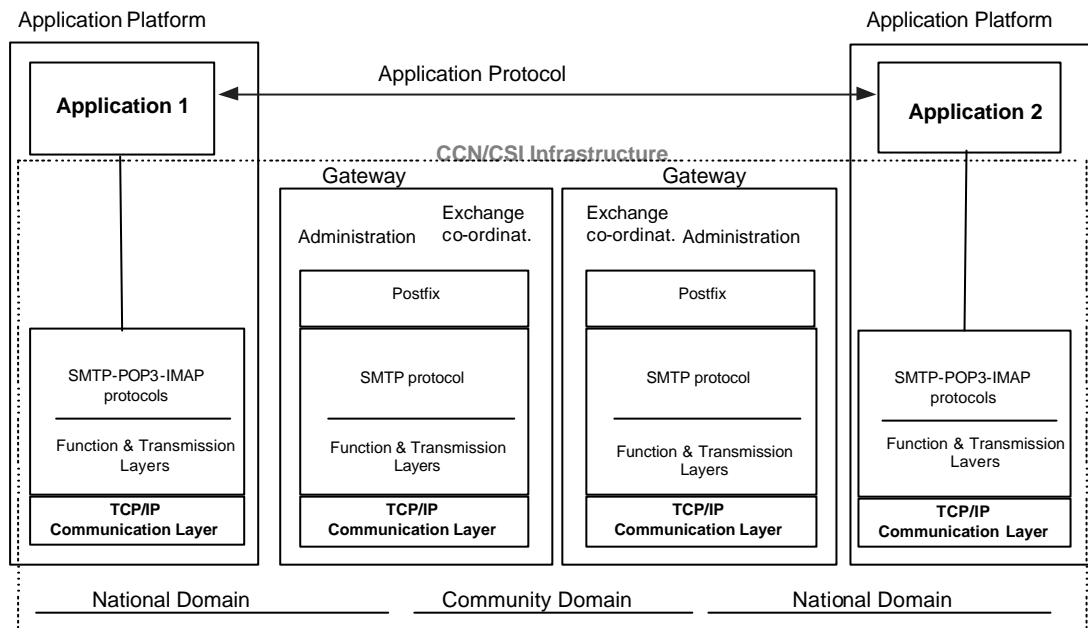 Application Platform
Application Platform
Application Protocol
Application 1
Application 2
CCN/CSI Infrastructure
Gateway
Gateway
Exchange
co-ordinat.
Administration
Exchange
co-ordinat.
Administration
Postfix
Postfix
SMTP-POP3-IMAP
protocols
SMTP protocol
SMTP protocol
SMTP-POP3-IMAP
protocols
Function & Transmission
Layers
Function & Transmission
Layers
Function & Transmission
Layers
Function & Transmission
Lavers
TCP/IP
Communication Layer
TCP/IP
Communication Layer
TCP/IP
Communication Layer
TCP/IP
Communication Layer
National Domain
Community Domain
National Domain